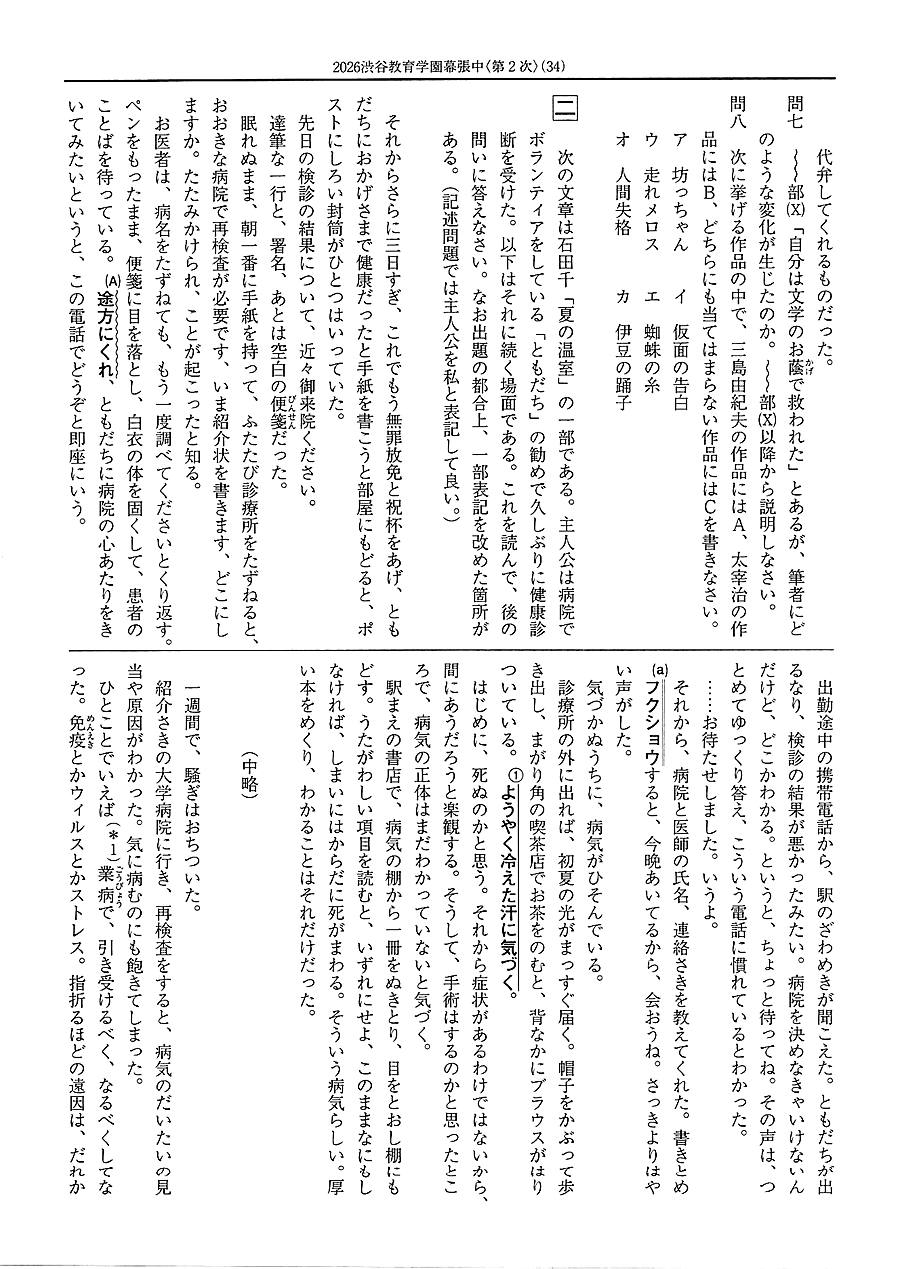 2026渋谷教育学園幕張中〈第2次〉(34)
代弁してくれるものだった。
問七 〜〜部(X)「自分は文学のお蔭で救われた」とあるが、筆者にど
かげ
のような変化が生じたのか。〜〜部(X)以降から説明しなさい。
問八 次に挙げる作品の中で、三島由紀夫の作品にはA、太宰治の作
品にはB、どちらにも当てはまらない作品にはCを書きなさい。
ア 坊っちゃん イ 仮面の告白
ウ 走れメロス エ 蜘蛛の糸
オ 人間失格 カ 伊豆の踊子
二 次の文章は石田千「夏の温室」の一部である。主人公は病院で
ボランティアをしている「ともだち」の勧めで久しぶりに健康診
断を受けた。以下はそれに続く場面である。これを読んで、後の
問いに答えなさい。なお出題の都合上、一部表記を改めた箇所が
ある。(記述問題では主人公を私と表記して良い。)
それからさらに三日すぎ、これでもう無罪放免と祝杯をあげ、とも
だちにおかげさまで健康だったと手紙を書こうと部屋にもどると、ポ
ストにしろい封筒がひとつはいっていた。
先日の検診の結果について、近々御来院ください。
達筆な一行と、署名、あとは空白の便箋だった。
びんせん
眠れぬまま、朝一番に手紙を持って、ふたたび診療所をたずねると、
おおきな病院で再検査が必要です、いま紹介状を書きます、どこにし
ますか。たたみかけられ、ことが起こったと知る。
お医者は、病名をたずねても、もう一度調べてくださいとくり返す。
ペンをもったまま、便箋に目を落とし、白衣の体を固くして、患者の
ことばを待っている。(A)途方にくれ、ともだちに病院の心あたりをき
いてみたいというと、この電話でどうぞと即座にいう。
出勤途中の携帯電話から、駅のざわめきが聞こえた。ともだちが出
るなり、検診の結果が悪かったみたい。病院を決めなきゃいけないん
だけど、どこかわかる。というと、ちょっと待ってね。その声は、つ
とめてゆっくり答え、こういう電話に慣れているとわかった。
……お待たせしました。いうよ。
それから、病院と医師の氏名、連絡さきを教えてくれた。書きとめ
(a)フクショウすると、今晩あいてるから、会おうね。さっきよりはや
い声がした。
気づかぬうちに、病気がひそんでいる。
診療所の外に出れば、初夏の光がまっすぐ届く。帽子をかぶって歩
き出し、まがり角の喫茶店でお茶をのむと、背なかにブラウスがはり
ついている。①ようやく冷えた汗に気づく。
はじめに、死ぬのかと思う。それから症状があるわけではないから、
間にあうだろうと楽観する。そうして、手術はするのかと思ったとこ
ろで、病気の正体はまだわかっていないと気づく。
駅まえの書店で、病気の棚から一冊をぬきとり、目をとおし棚にも
どす。うたがわしい項目を読むと、いずれにせよ、このままなにもし
なければ、しまいにはからだに死がまわる。そういう病気らしい。厚
い本をめくり、わかることはそれだけだった。
(中略)
一週間で、騒ぎはおちついた。
紹介さきの大学病院に行き、再検査をすると、病気のだいたいの見
当や原因がわかった。気に病むのにも飽きてしまった。
ひとことでいえば(*1)業病で、引き受けるべく、なるべくしてな
ごうびょう
った。免疫とかウィルスとかストレス。指折るほどの遠因は、だれか
めんえき